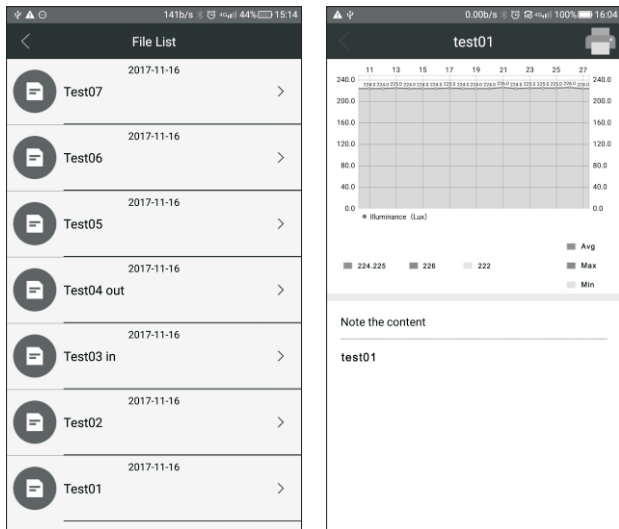 141b/s 4G 44% 15:14
File List
2017-11-16
Test07
2017-11-16
Test06
2017-11-16
Test05
2017-11-16
Test04 out
2017-11-16
Test03 in
2017-11-16
Test02
2017-11-16
Test01
0.00b/s 4G 100% 16:04
test01
11 13 15 17 19 21 23 25 27
240.0 240.0
200.0 200.0
160.0 160.0
120.0 120.0
80.0 80.0
40.0 40.0
0.0 0.0
Illuminance (Lux)
Avg
224.225 226 222 Max
Min
Note the content
test01